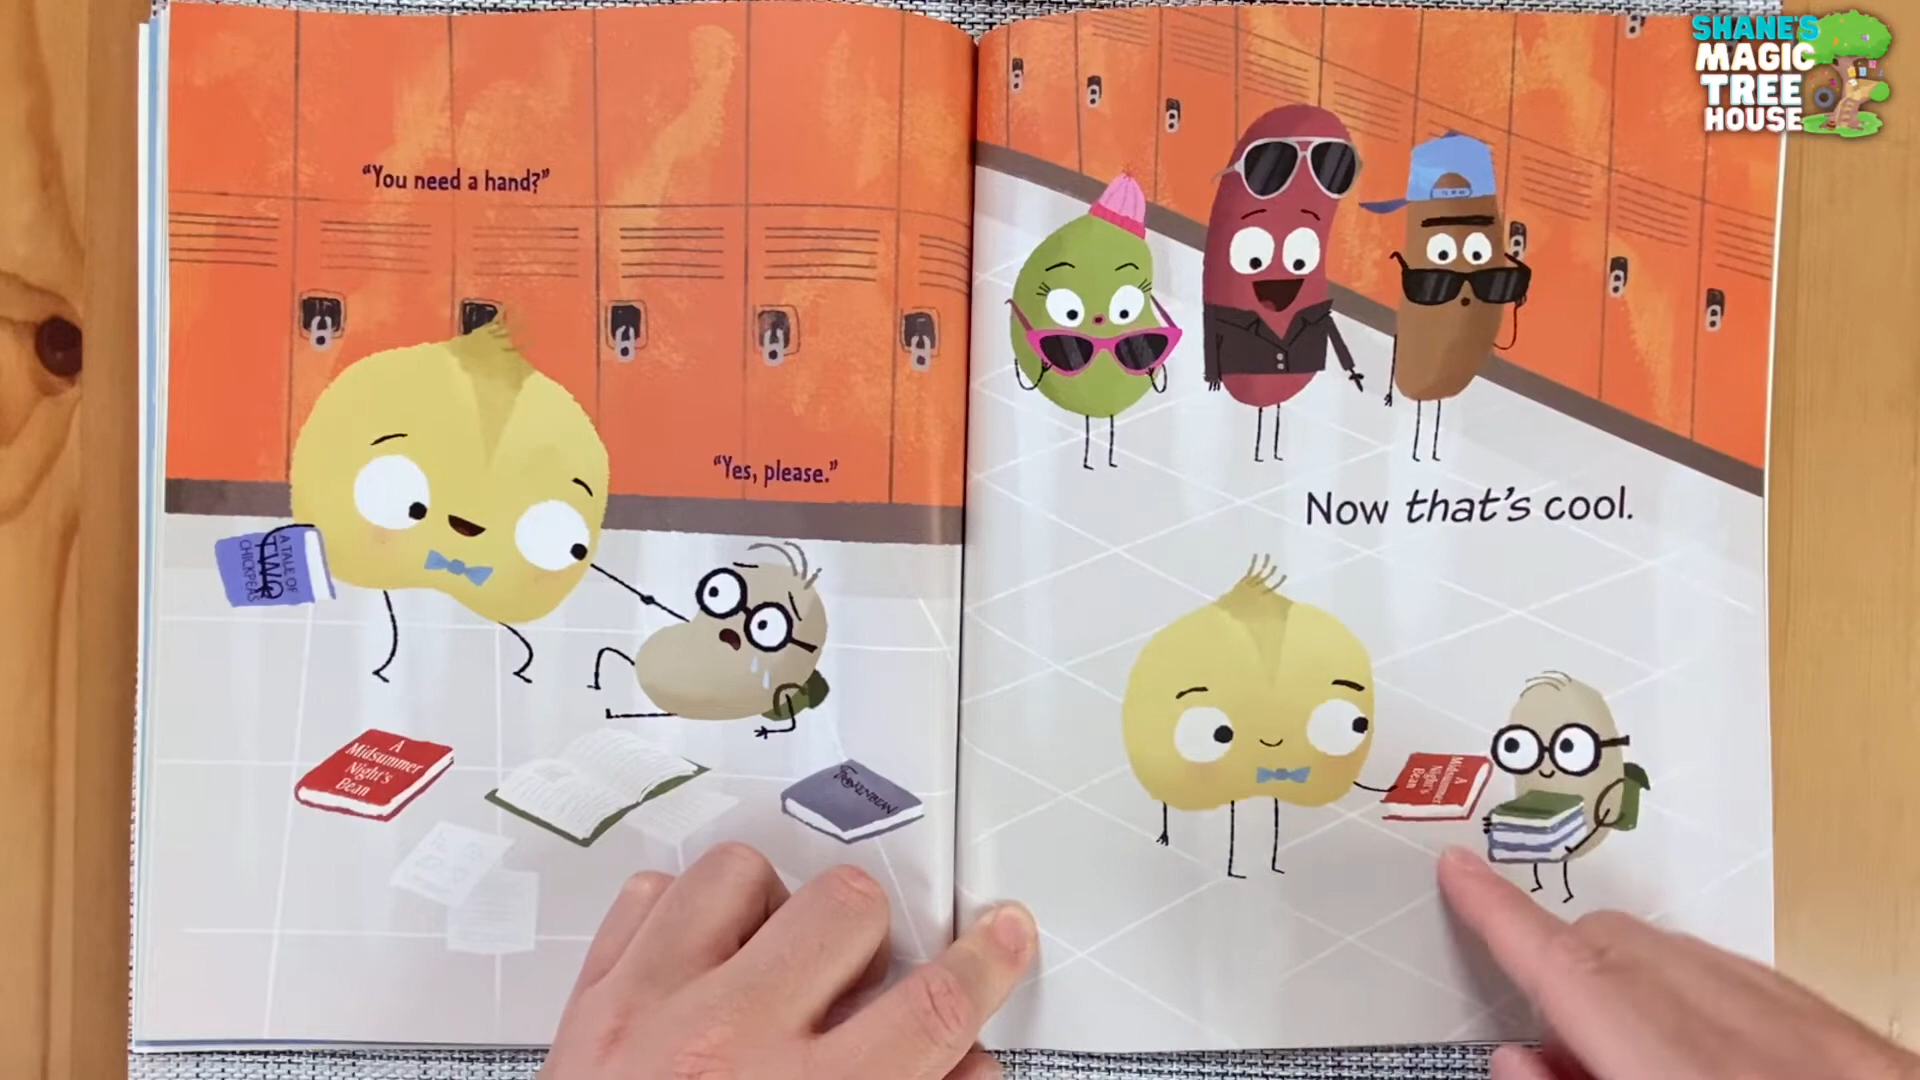 "You need a hand?"
"Yes, please."
A TALE OF
TWO
CHICKPEAS
A
Midsummer
Night's
Bean
FRANKENBEAN
Now that's cool.
A
Midsummer
Night's
Bean
SHANE'S
MAGIC
TREE
HOUSE